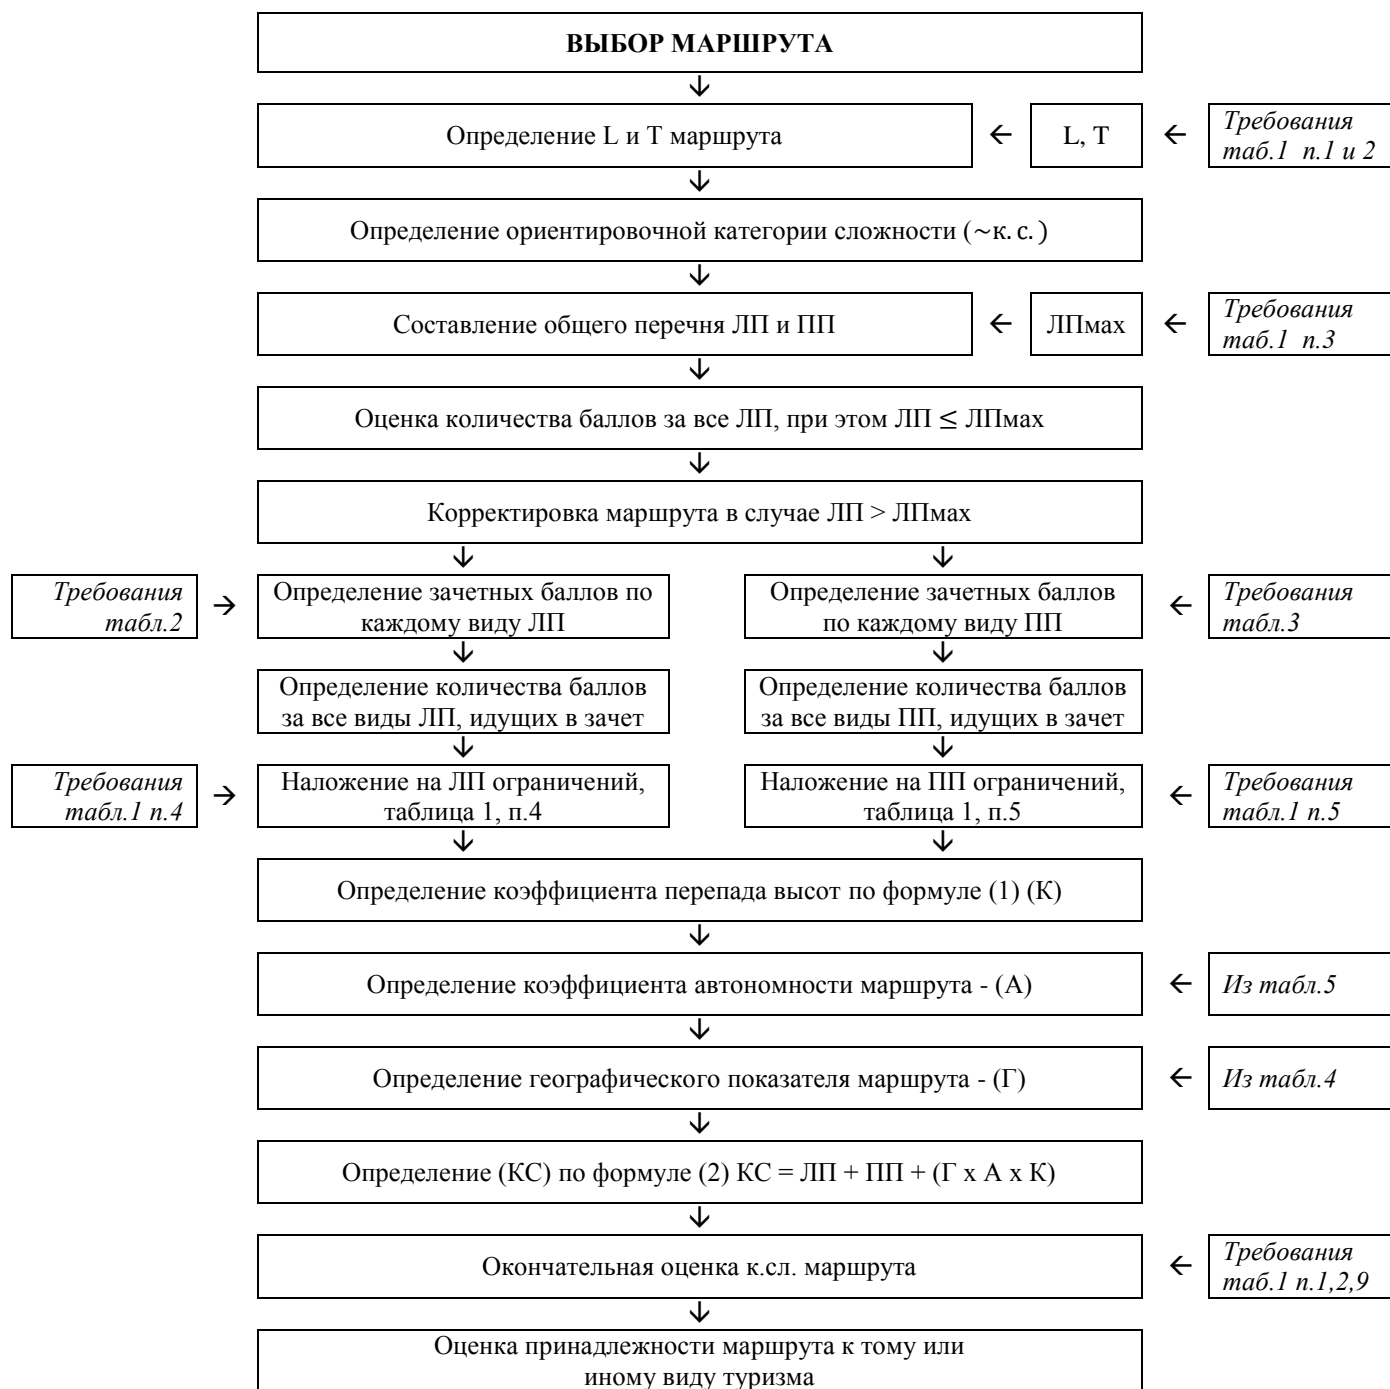 ВЫБОР МАРШРУТА
Определение L и T маршрута
L, T
Требования
таб.1 п.1 и 2
Определение ориентировочной категории сложности (~к. с. )
Составление общего перечня ЛП и ПП
ЛПмах
Требования
таб.1 п.3
Оценка количества баллов за все ЛП, при этом ЛП ≤ ЛПмах
Корректировка маршрута в случае ЛП > ЛПмах
Требования
табл.2
Определение зачетных баллов по
каждому виду ЛП
Определение зачетных баллов
по каждому виду ПП
Требования
табл.3
Определение количества баллов
за все виды ЛП, идущих в зачет
Определение количества баллов
за все виды ПП, идущих в зачет
Требования
табл.1 п.4
Наложение на ЛП ограничений,
таблица 1, п.4
Наложение на ПП ограничений,
таблица 1, п.5
Требования
табл.1 п.5
Определение коэффициента перепада высот по формуле (1) (К)
Определение коэффициента автономности маршрута - (А)
Из табл.5
Определение географического показателя маршрута - (Г)
Из табл.4
Определение (КС) по формуле (2) КС = ЛП + ПП + (Г х А х К)
Окончательная оценка к.сл. маршрута
Требования
таб.1 п.1,2,9
Оценка принадлежности маршрута к тому или
иному виду туризма